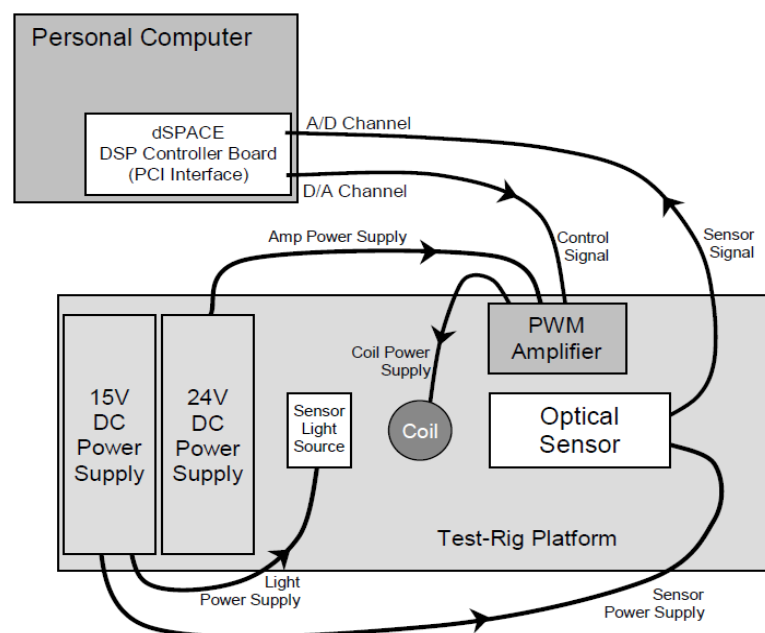 Personal Computer
dSPACE
DSP Controller Board
(PCI Interface)
A/D Channel
D/A Channel
Amp Power Supply
Control
Signal
Sensor
Signal
PWM
Amplifier
Coil Power
Supply
15V
DC
Power
Supply
24V
DC
Power
Supply
Sensor
Light
Source
Coil
Optical
Sensor
Test-Rig Platform
Light
Power Supply
Sensor
Power Supply